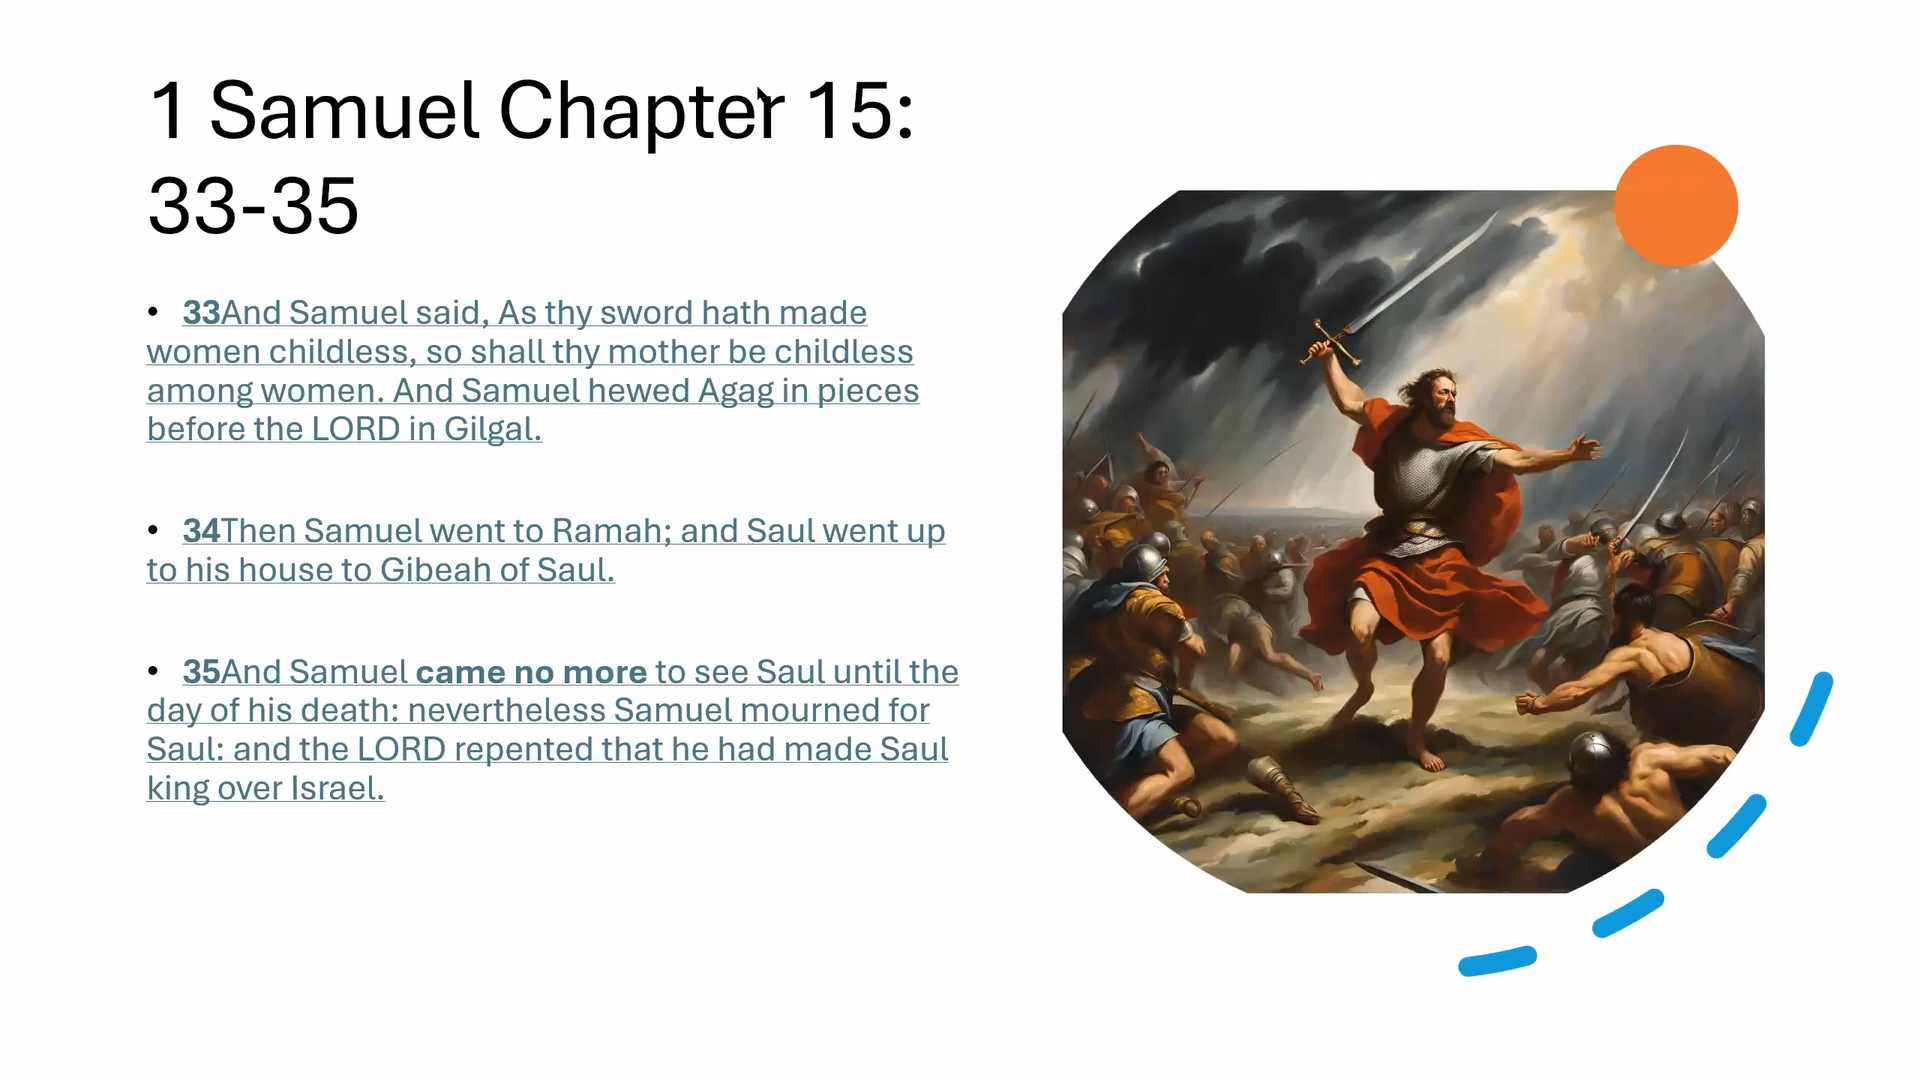 1 Samuel Chapter 15:
33-35
• 33And Samuel said, As thy sword hath made
women childless, so shall thy mother be childless
among women. And Samuel hewed Agag in pieces
before the LORD in Gilgal.
• 34Then Samuel went to Ramah; and Saul went up
to his house to Gibeah of Saul.
• 35And Samuel came no more to see Saul until the
day of his death: nevertheless Samuel mourned for
Saul: and the LORD repented that he had made Saul
king over Israel.